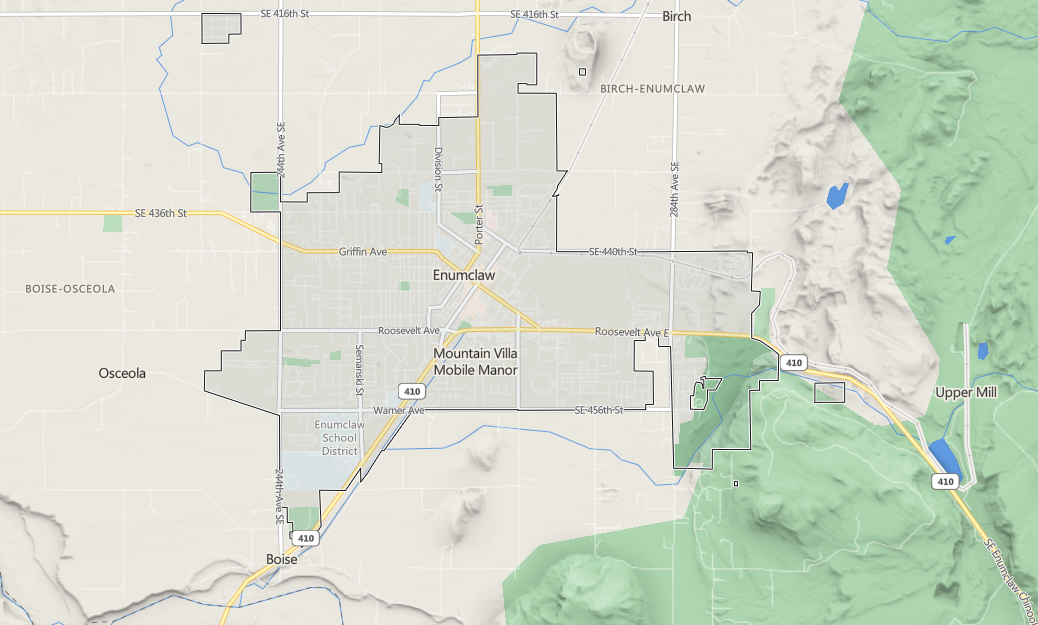 SE 416th St
SE 416th St
Birch
BIRCH-ENUMCLAW
244th Ave SE
Division St
284th Ave SE
SE 436th St
Porter St
Griffin Ave
SE 440th St
Enumclaw
BOISE-OSCEOLA
Roosevelt Ave
Roosevelt Ave E
Semanski St
Mountain Villa
Mobile Manor
410
Osceola
410
Upper Mill
Warner Ave
SE 456th St
Enumclaw
School
District
244th Ave SE
410
410
Boise
SE Enumclaw Chinook